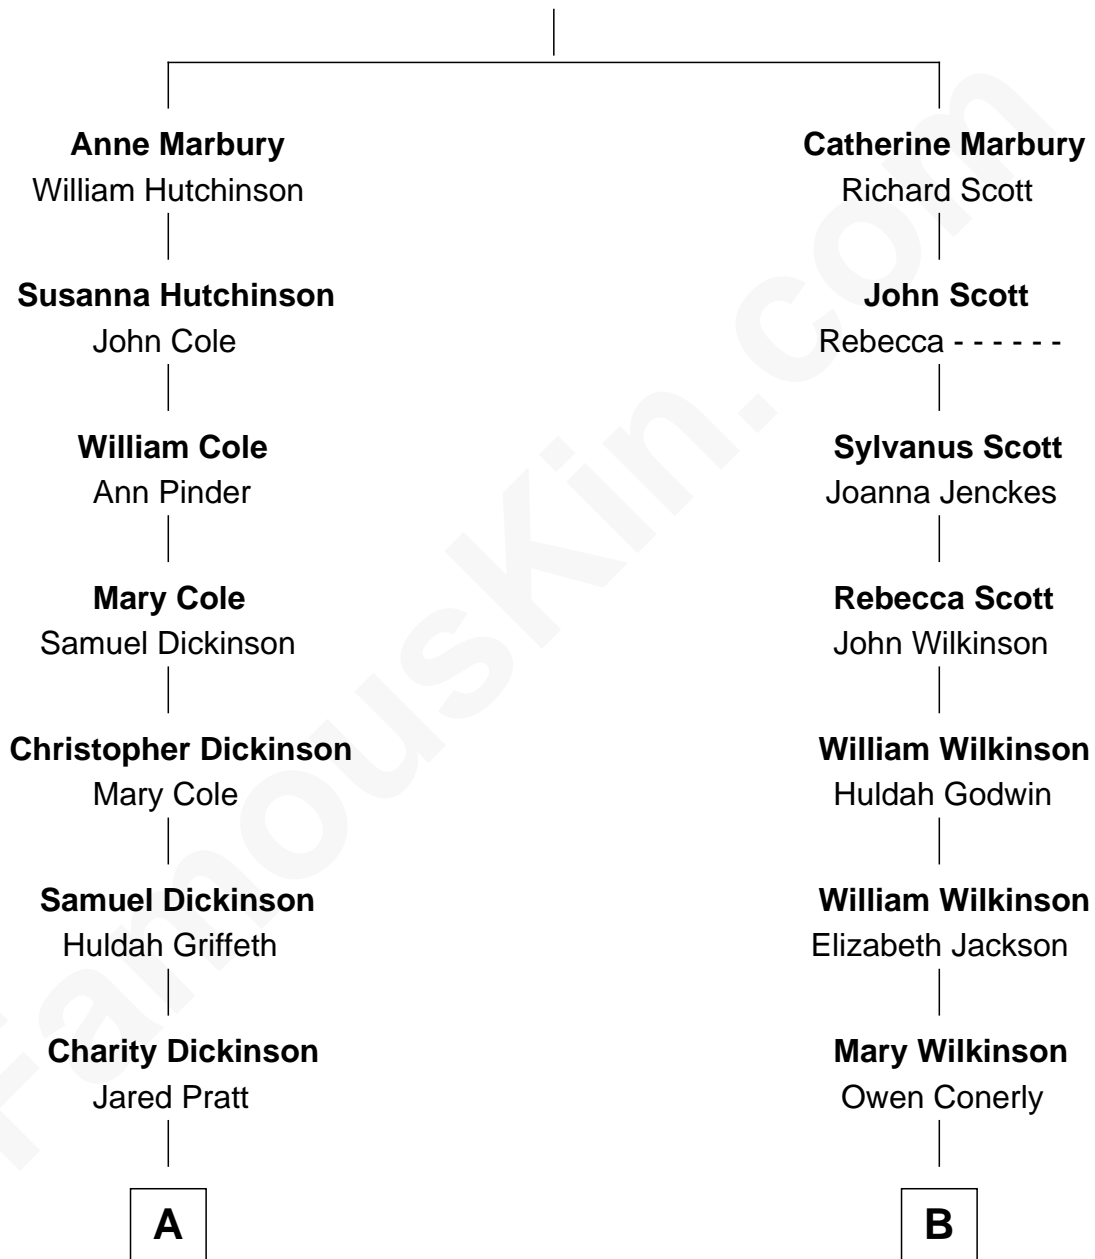 Anne Marbury
William Hutchinson
Catherine Marbury
Richard Scott
Susanna Hutchinson
John Cole
John Scott
Rebecca - - - - - -
William Cole
Ann Pinder
Sylvanus Scott
Joanna Jenckes
Mary Cole
Samuel Dickinson
Rebecca Scott
John Wilkinson
Christopher Dickinson
Mary Cole
William Wilkinson
Huldah Godwin
Samuel Dickinson
Huldah Griffeth
William Wilkinson
Elizabeth Jackson
Charity Dickinson
Jared Pratt
Mary Wilkinson
Owen Conerly
A
B
FamousKin.com